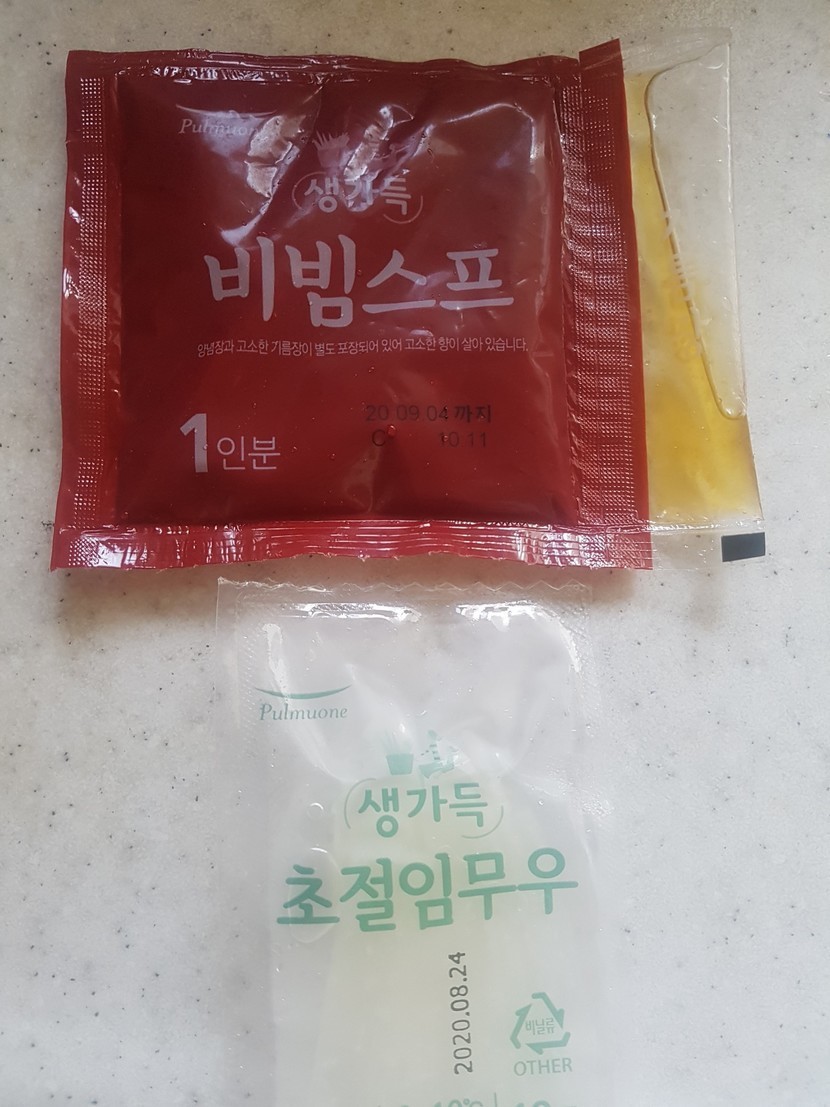 Pulmuone
생가득
비빔스프
양념장과 고소한 기름장이 별도 포장되어 있어 고소한 향이 살아 있습니다.
20.09.04 까지
C 10 11
1인분
Pulmuone
생가득
초절임무우
2020.08.24
비닐류
OTHER